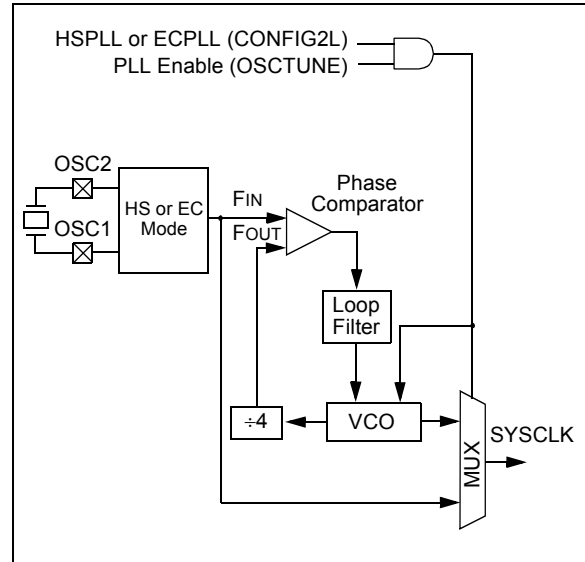 HSPLL or ECPLL (CONFIG2L)
PLL Enable (OSCTUNE)
OSC2
OSC1
HS or EC
Mode
FIN
FOUT
Phase
Comparator
Loop
Filter
÷4
VCO
MUX
SYSCLK